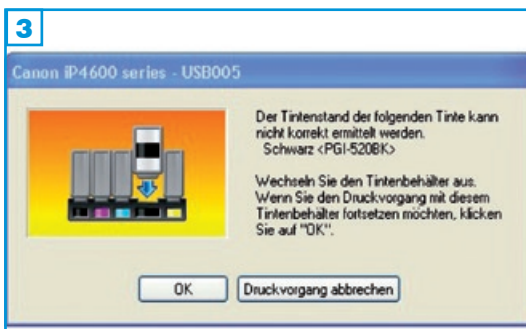 3
Canon iP4600 series - USB005
Der Tintenstand der folgenden Tinte kann
nicht korrekt ermittelt werden.
Schwarz <PGI-520BK>
Wechseln Sie den Tintenbehälter aus.
Wenn Sie den Druckvorgang mit diesem
Tintenbehälter fortsetzen möchten, klicken
Sie auf "OK".
OK
Druckvorgang abbrechen